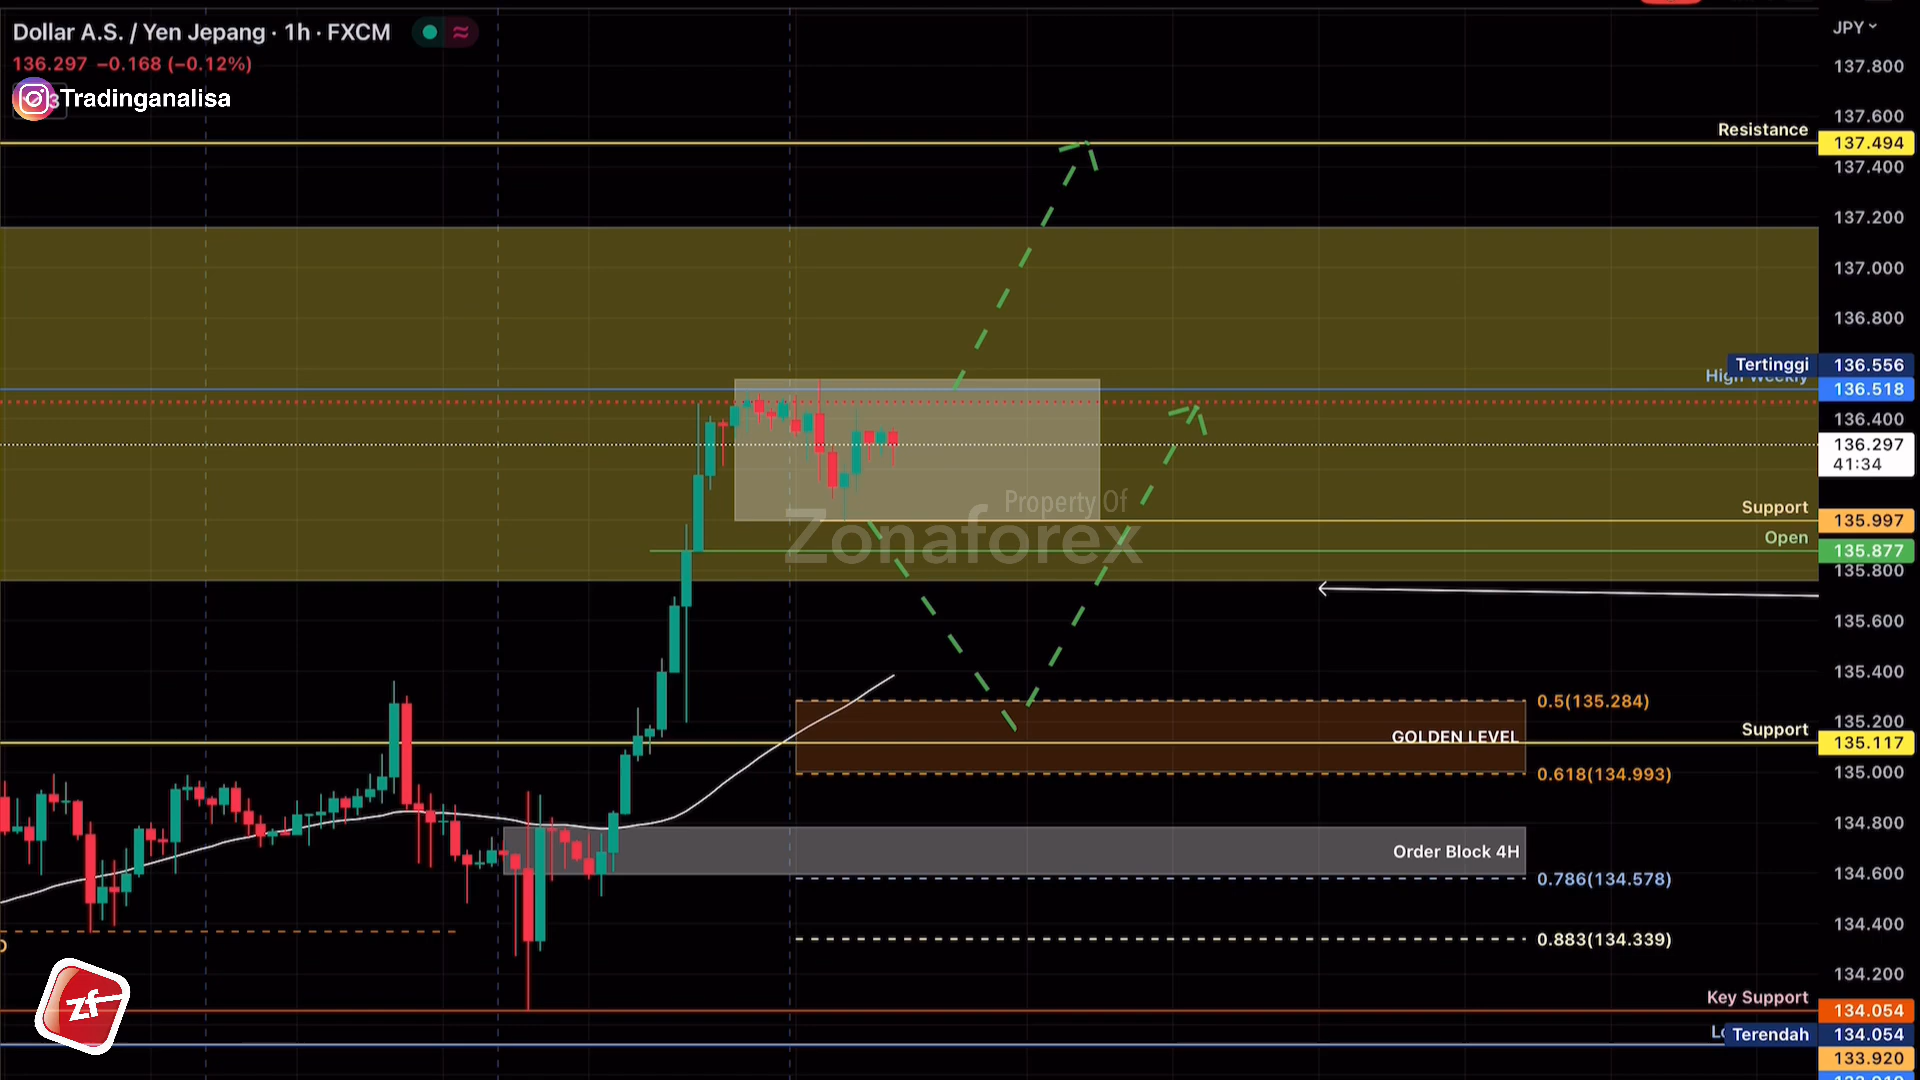 Dollar A.S. / Yen Jepang · 1h · FXCM
136.297 −0.168 (−0.12%)
Tradinganalisa
JPY
137.800
137.600
Resistance
137.494
137.400
137.200
137.000
136.800
Tertinggi 136.556
High Weekly 136.518
136.400
136.297
41:34
Property Of
Zonaforex
Support
135.997
Open
135.877
135.800
135.600
135.400
0.5(135.284)
135.200
Support
135.117
GOLDEN LEVEL
0.618(134.993)
135.000
134.800
Order Block 4H
0.786(134.578)
134.600
134.400
0.883(134.339)
134.200
zf
Key Support
134.054
Terendah 134.054
133.920